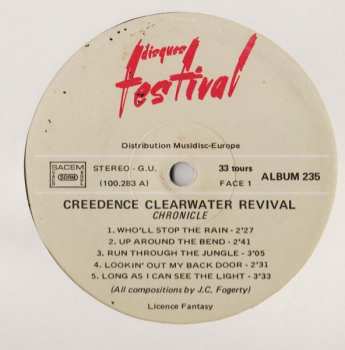 disques
festival
Distribution Musidisc-Europe
SACEM
SDRM
STEREO - G.U.
(100.283 A)
33 tours
FACE 1
ALBUM 235
CREEDENCE CLEARWATER REVIVAL
CHRONICLE
1. WHO'LL STOP THE RAIN - 2'27
2. UP AROUND THE BEND - 2'41
3. RUN THROUGH THE JUNGLE - 3'05
4. LOOKIN' OUT MY BACK DOOR - 2'31
5. LONG AS I CAN SEE THE LIGHT - 3'33
(All compositions by J.C. Fogerty)
Licence Fantasy